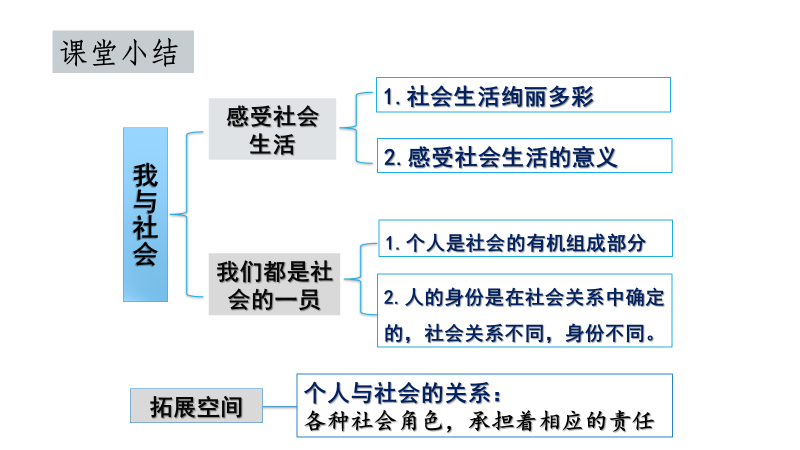 课堂小结
我与社会
感受社会
生活
1.社会生活绚丽多彩
2.感受社会生活的意义
我们都是社
会的一员
1.个人是社会的有机组成部分
2.人的身份是在社会关系中确定
的，社会关系不同，身份不同。
拓展空间
个人与社会的关系：
各种社会角色，承担着相应的责任